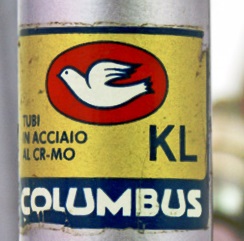 TUBI
IN ACCIAIO
AL CR-MO
KL
COLUMBUS